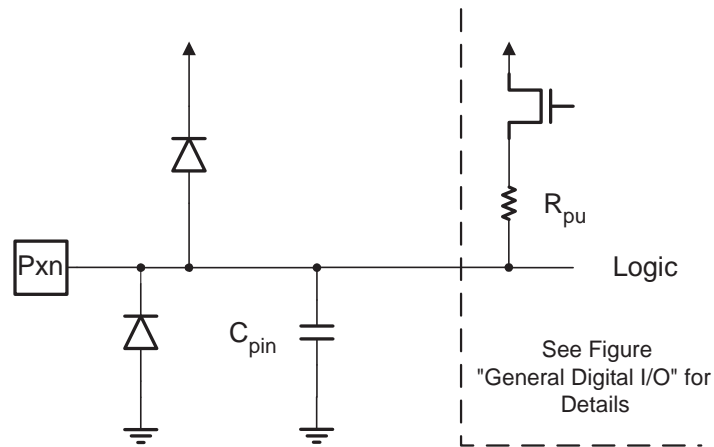 R_pu
Pxn
Logic
C_pin
See Figure
"General Digital I/O" for
Details